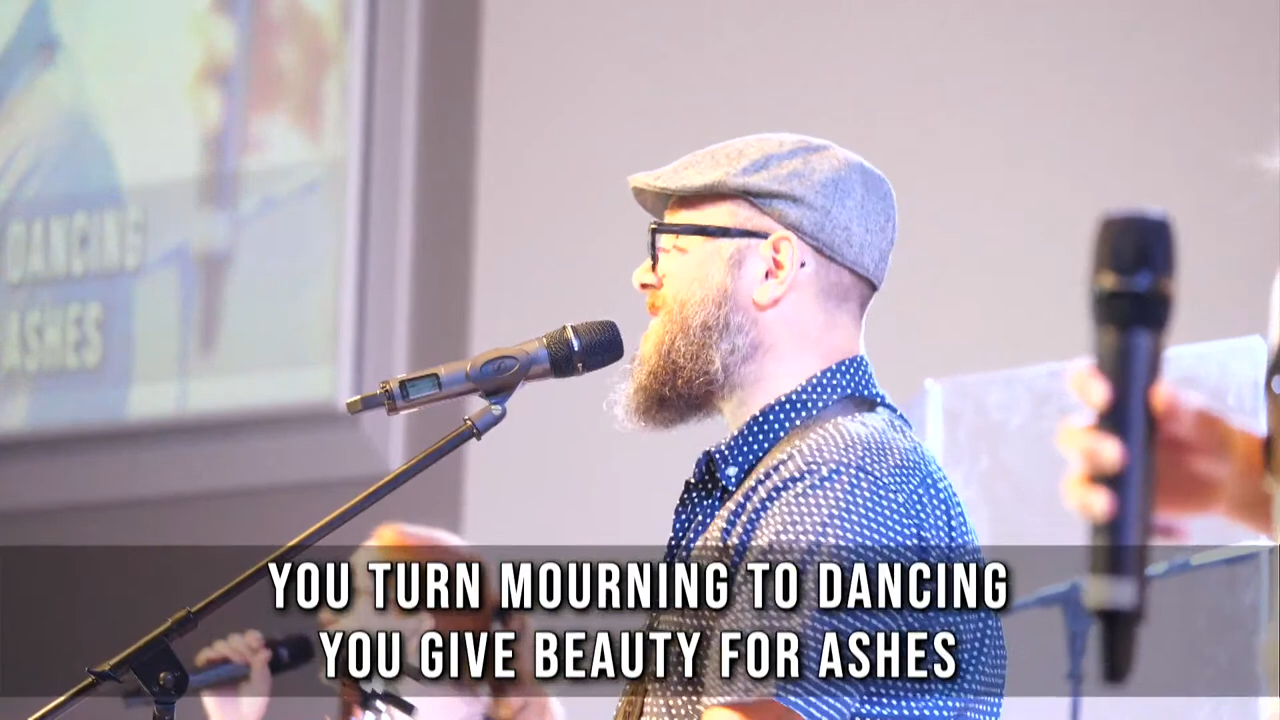 DANCING
ASHES
YOU TURN MOURNING TO DANCING
YOU GIVE BEAUTY FOR ASHES